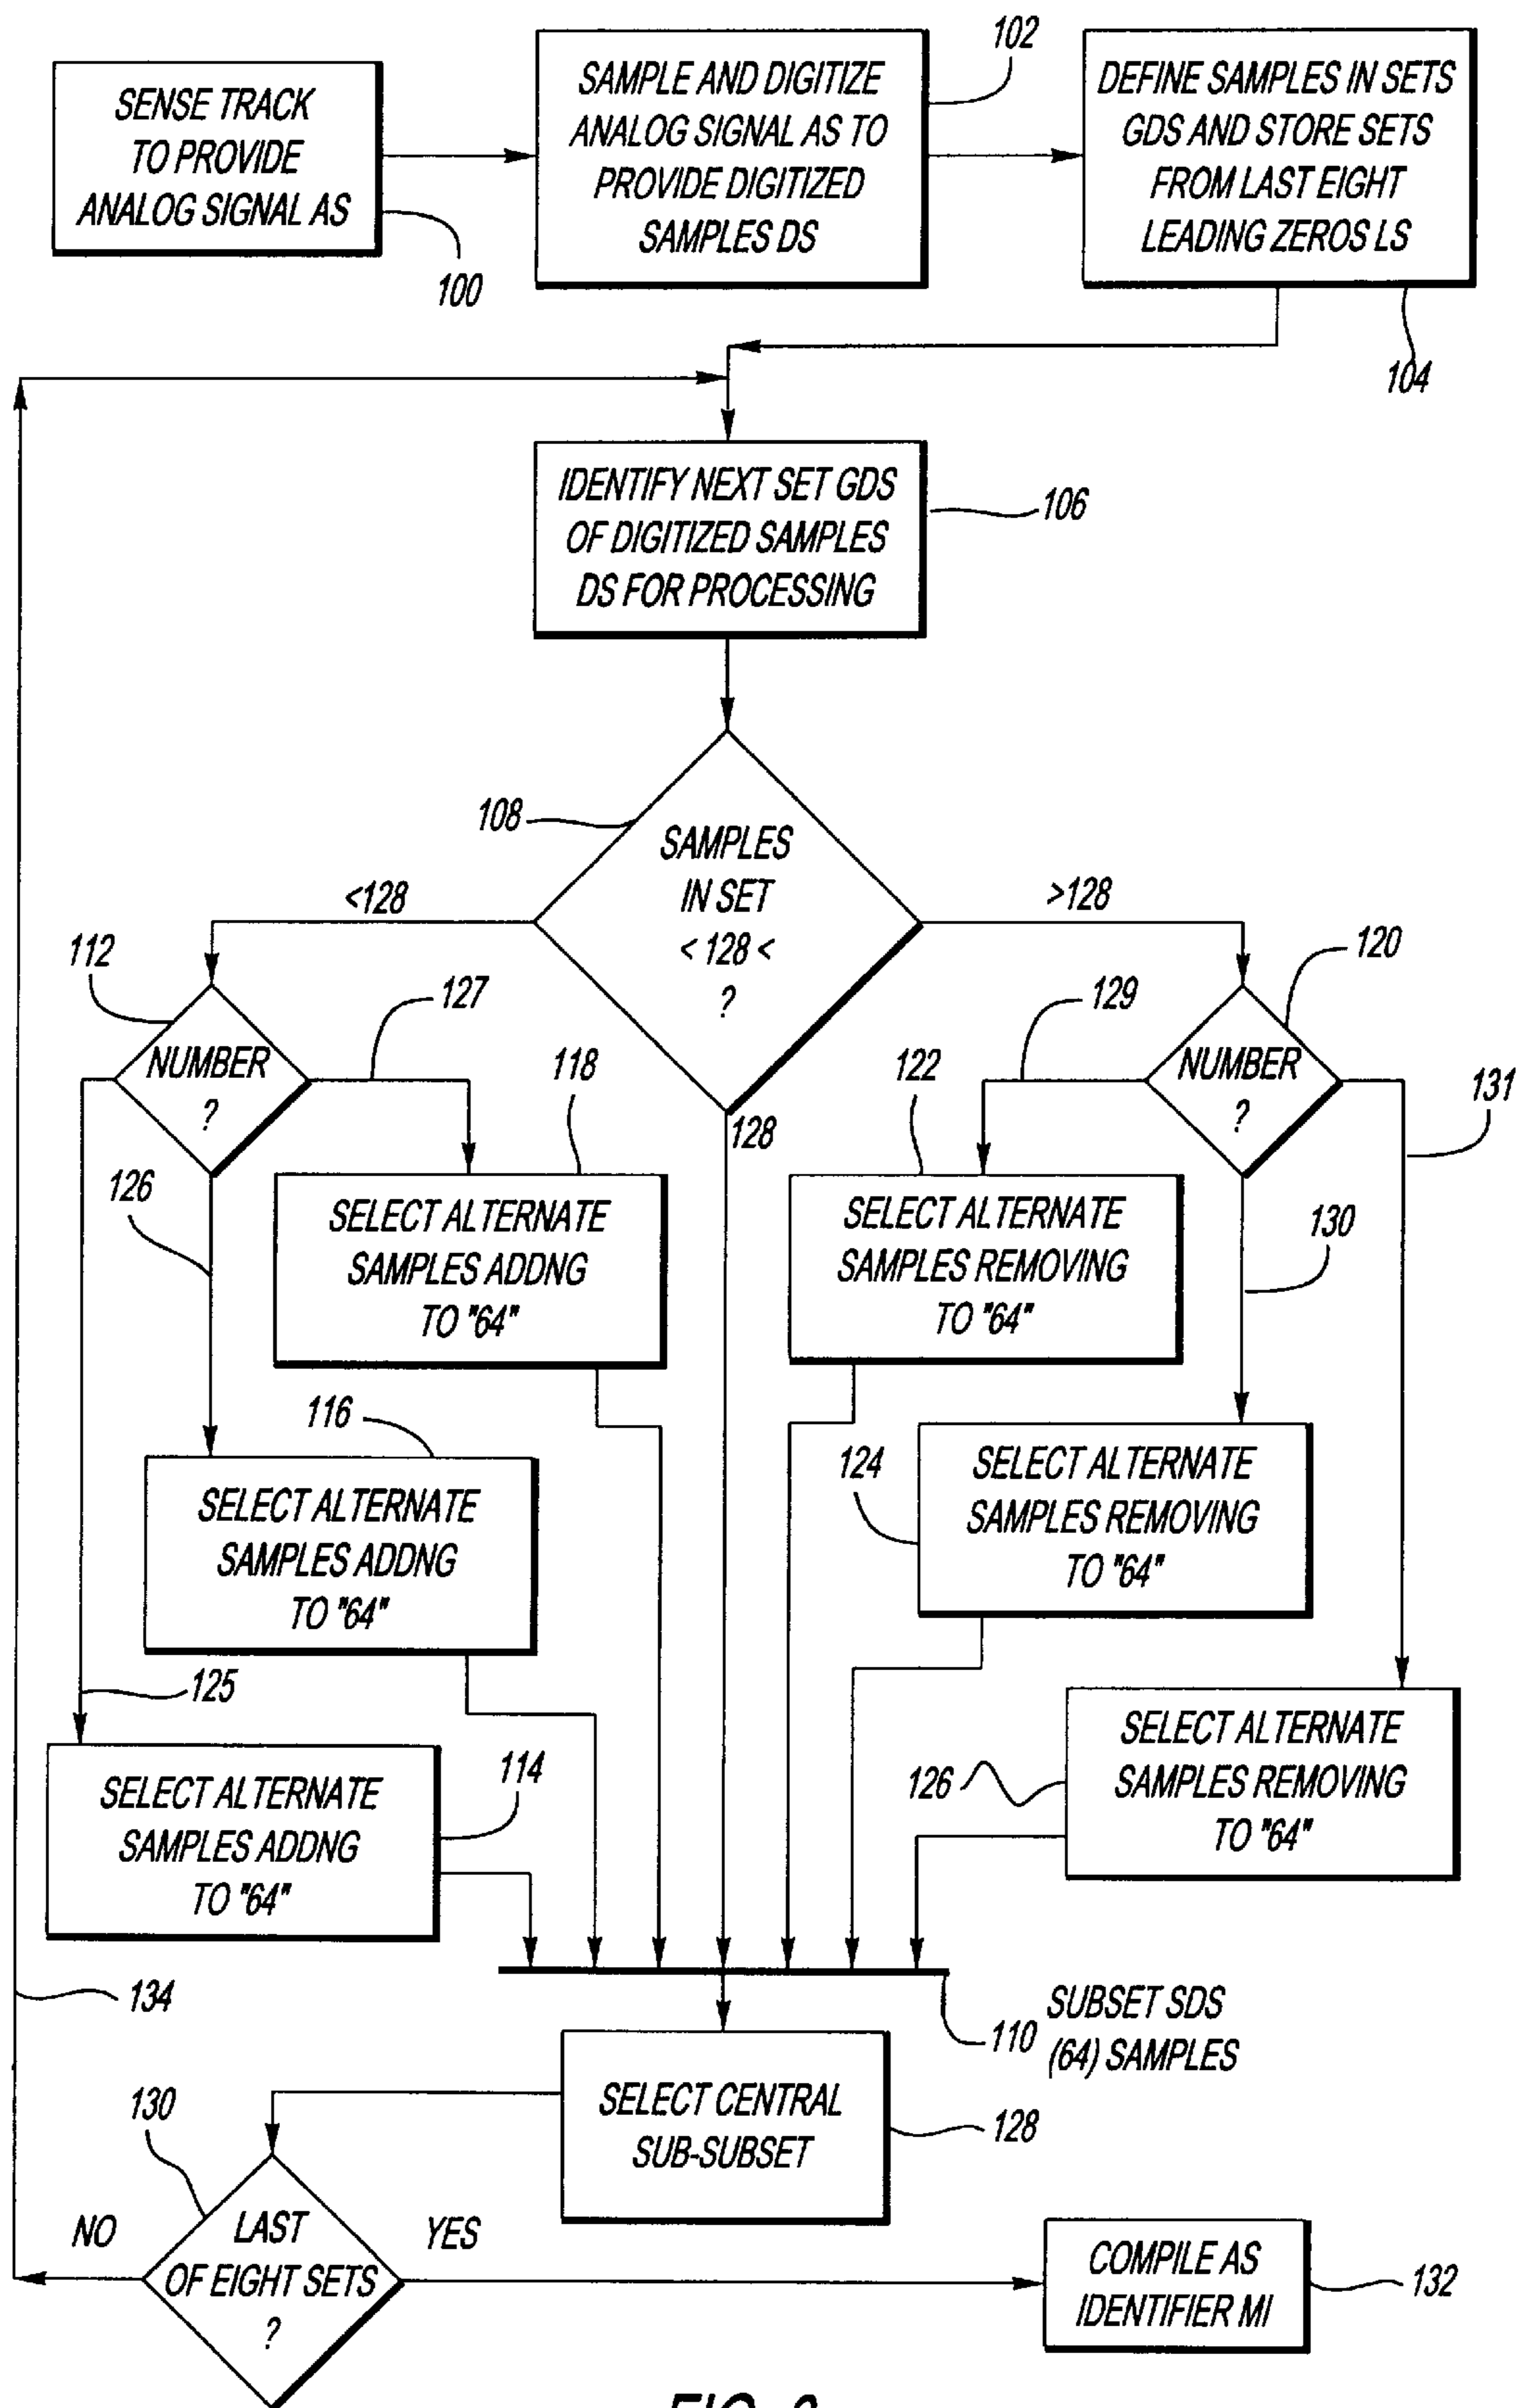 SENSE TRACK
TO PROVIDE
ANALOG SIGNAL AS
100
SAMPLE AND DIGITIZE
ANALOG SIGNAL AS TO
PROVIDE DIGITIZED
SAMPLES DS
102
DEFINE SAMPLES IN SETS
GDS AND STORE SETS
FROM LAST EIGHT
LEADING ZEROS LS
104
IDENTIFY NEXT SET GDS
OF DIGITIZED SAMPLES
DS FOR PROCESSING
106
108
SAMPLES
IN SET
< 128 <
?
<128
>128
128
112
NUMBER
?
127
126
125
118
SELECT ALTERNATE
SAMPLES ADDNG
TO "64"
116
SELECT ALTERNATE
SAMPLES ADDNG
TO "64"
114
SELECT ALTERNATE
SAMPLES ADDNG
TO "64"
120
NUMBER
?
129
130
131
122
SELECT ALTERNATE
SAMPLES REMOVING
TO "64"
124
SELECT ALTERNATE
SAMPLES REMOVING
TO "64"
126
SELECT ALTERNATE
SAMPLES REMOVING
TO "64"
110
SUBSET SDS
(64) SAMPLES
SELECT CENTRAL
SUB-SUBSET
128
134
130
LAST
OF EIGHT SETS
?
NO
YES
COMPILE AS
IDENTIFIER MI
132